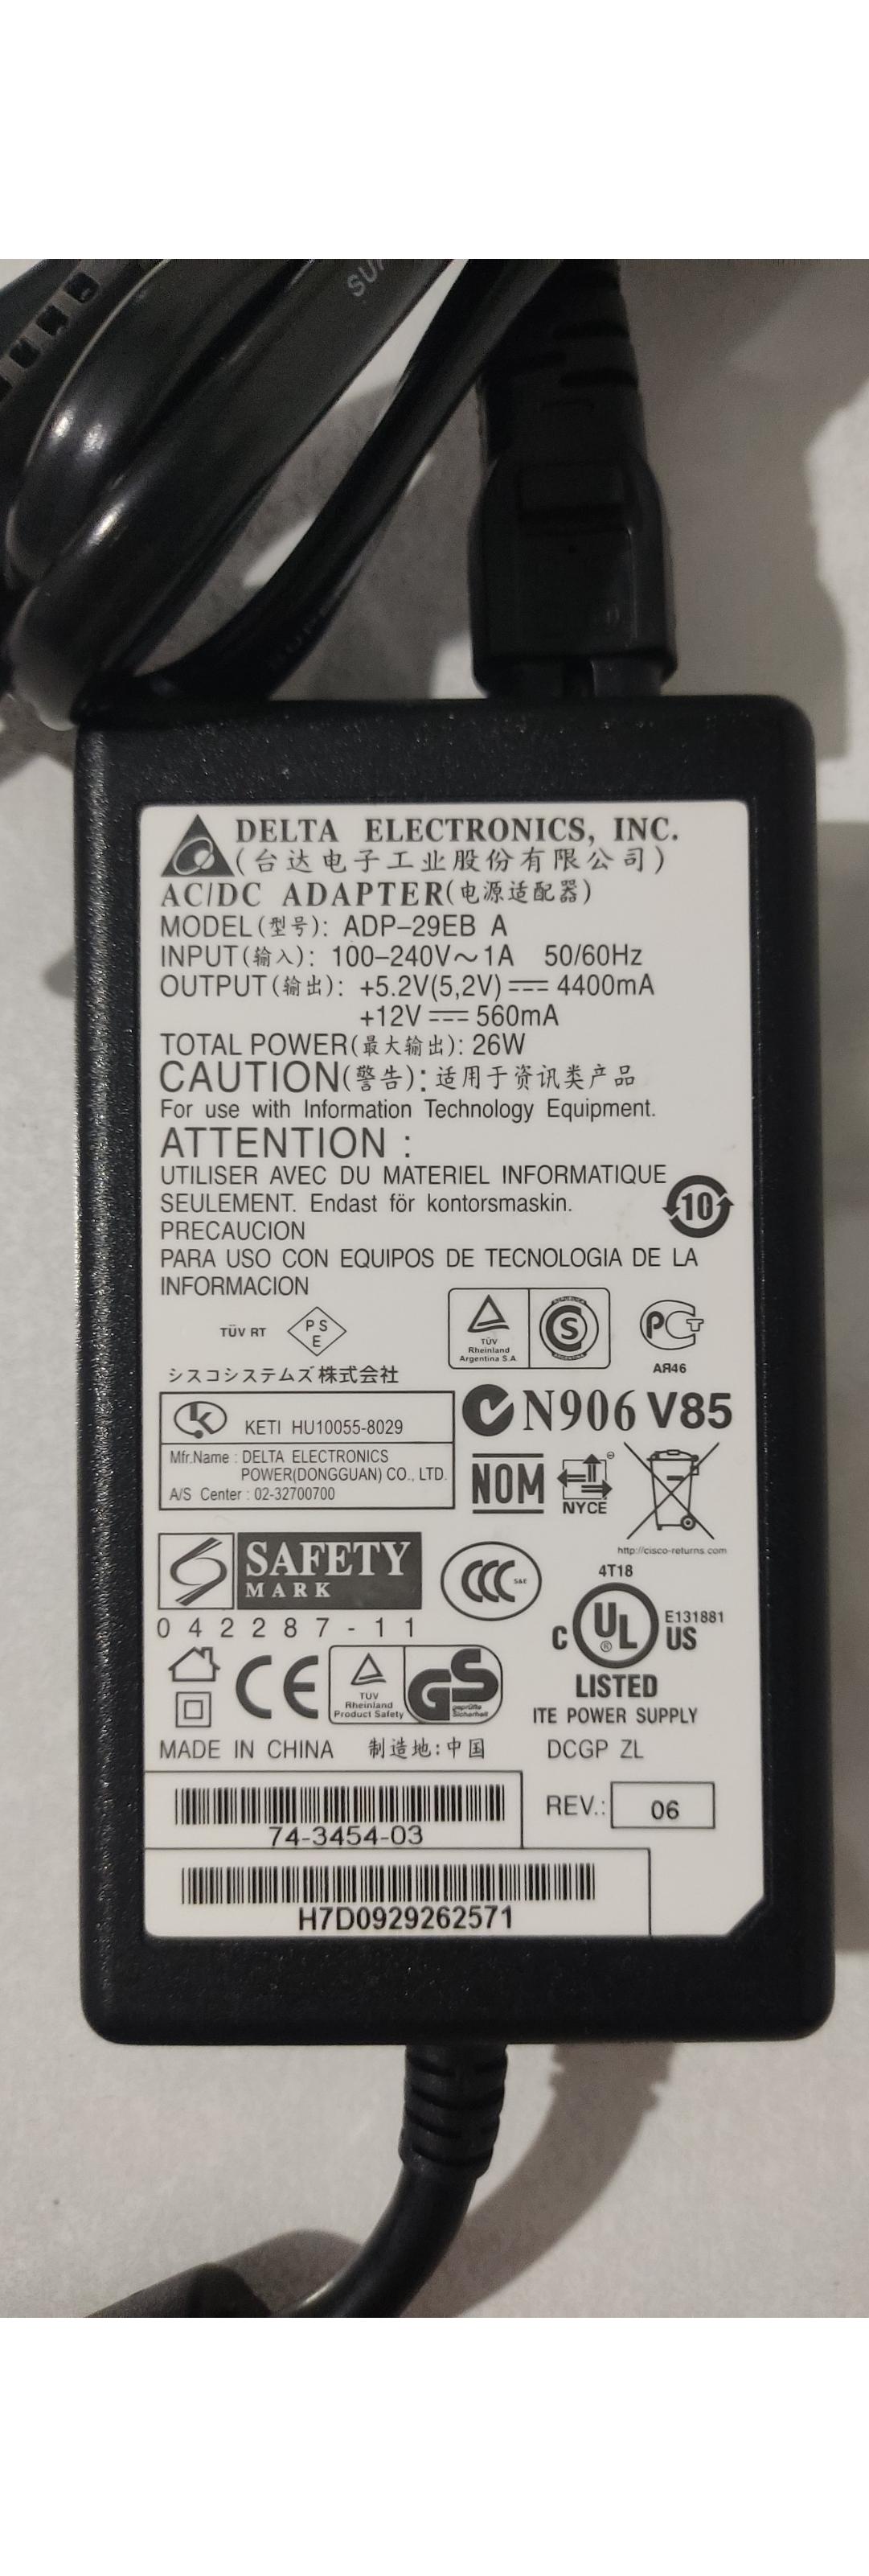 DELTA ELECTRONICS, INC.
(台达电子工业股份有限公司)
AC/DC ADAPTER(电源适配器)
MODEL(型号): ADP-29EB A
INPUT(输入): 100-240V～1A 50/60Hz
OUTPUT(输出): +5.2V(5,2V) ⎓ 4400mA
+12V ⎓ 560mA
TOTAL POWER(最大输出): 26W
CAUTION(警告): 适用于资讯类产品
For use with Information Technology Equipment.
ATTENTION :
UTILISER AVEC DU MATERIEL INFORMATIQUE
SEULEMENT. Endast för kontorsmaskin.
10
PRECAUCION
PARA USO CON EQUIPOS DE TECNOLOGIA DE LA
INFORMACION
TÜV RT
PS
E
TÜV
Rheinland
Argentina S.A
S
PCT
АЯ46
シスコシステムズ株式会社
KETI HU10055-8029
N906 V85
Mfr.Name : DELTA ELECTRONICS
POWER(DONGGUAN) CO., LTD.
A/S Center : 02-32700700
NOM
NYCE
http://cisco-returns.com
SAFETY
MARK
042287-11
CCC
S&E
4T18
C UL US
®
E131881
LISTED
ITE POWER SUPPLY
CE
TÜV
Rheinland
Product Safety
GS
geprüfte
Sicherheit
MADE IN CHINA 制造地:中国
DCGP ZL
74-3454-03
REV.: 06
H7D0929262571